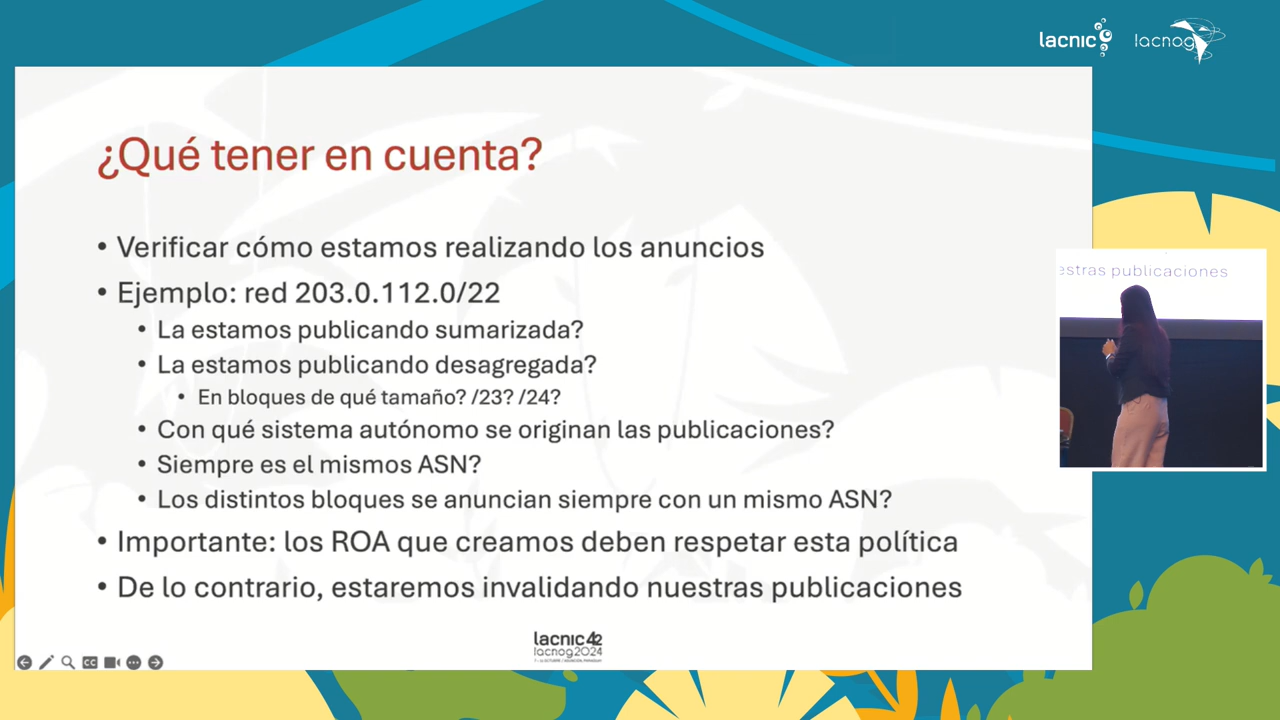 lacnic
lacnog
¿Qué tener en cuenta?
• Verificar cómo estamos realizando los anuncios
• Ejemplo: red 203.0.112.0/22
• La estamos publicando sumarizada?
• La estamos publicando desagregada?
• En bloques de qué tamaño? /23? /24?
• Con qué sistema autónomo se originan las publicaciones?
• Siempre es el mismos ASN?
• Los distintos bloques se anuncian siempre con un mismo ASN?
• Importante: los ROA que creamos deben respetar esta política
• De lo contrario, estaremos invalidando nuestras publicaciones
estras publicaciones
lacnic42
lacnog2024
CC